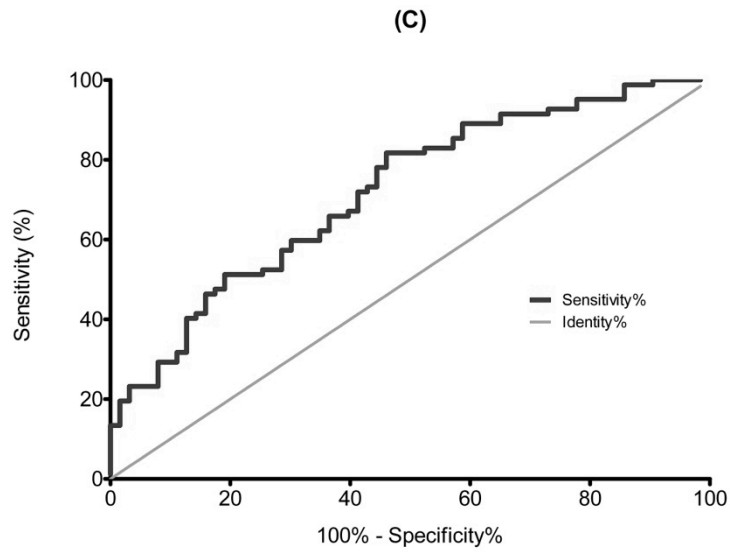 (C)
Sensitivity (%)
100
80
60
40
20
0
0 20 40 60 80 100
100% - Specificity%
Sensitivity%
Identity%